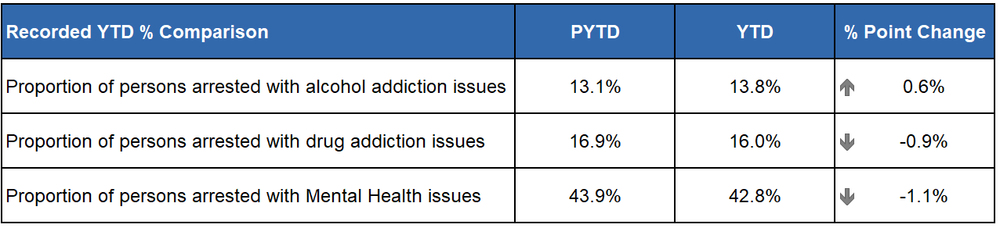 Recorded YTD % Comparison PYTD YTD % Point Change
Proportion of persons arrested with alcohol addiction issues 13.1% 13.8% 0.6%
Proportion of persons arrested with drug addiction issues 16.9% 16.0% -0.9%
Proportion of persons arrested with Mental Health issues 43.9% 42.8% -1.1%